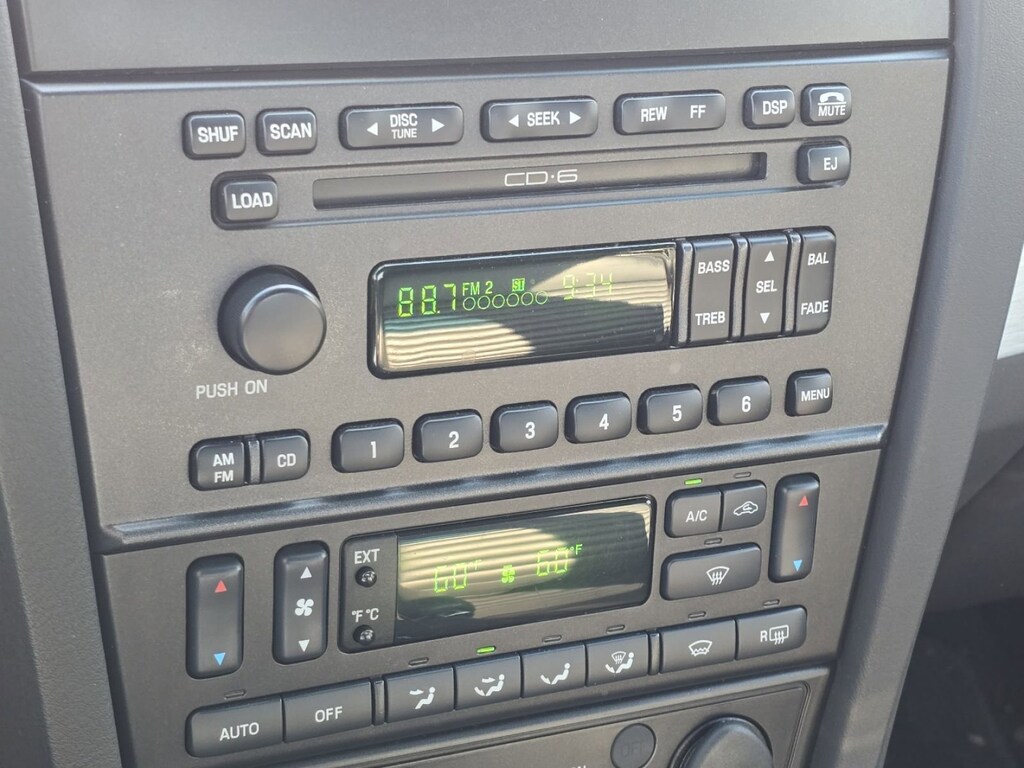 SHUF SCAN DISC TUNE SEEK REW FF DSP MUTE
LOAD CD·6 EJ
88.7 FM 2 ST 9:34
BASS SEL BAL
TREB FADE
PUSH ON
AM FM CD 1 2 3 4 5 6 MENU
EXT A/C
60°F 60°F
°F °C
R
AUTO OFF
OFF